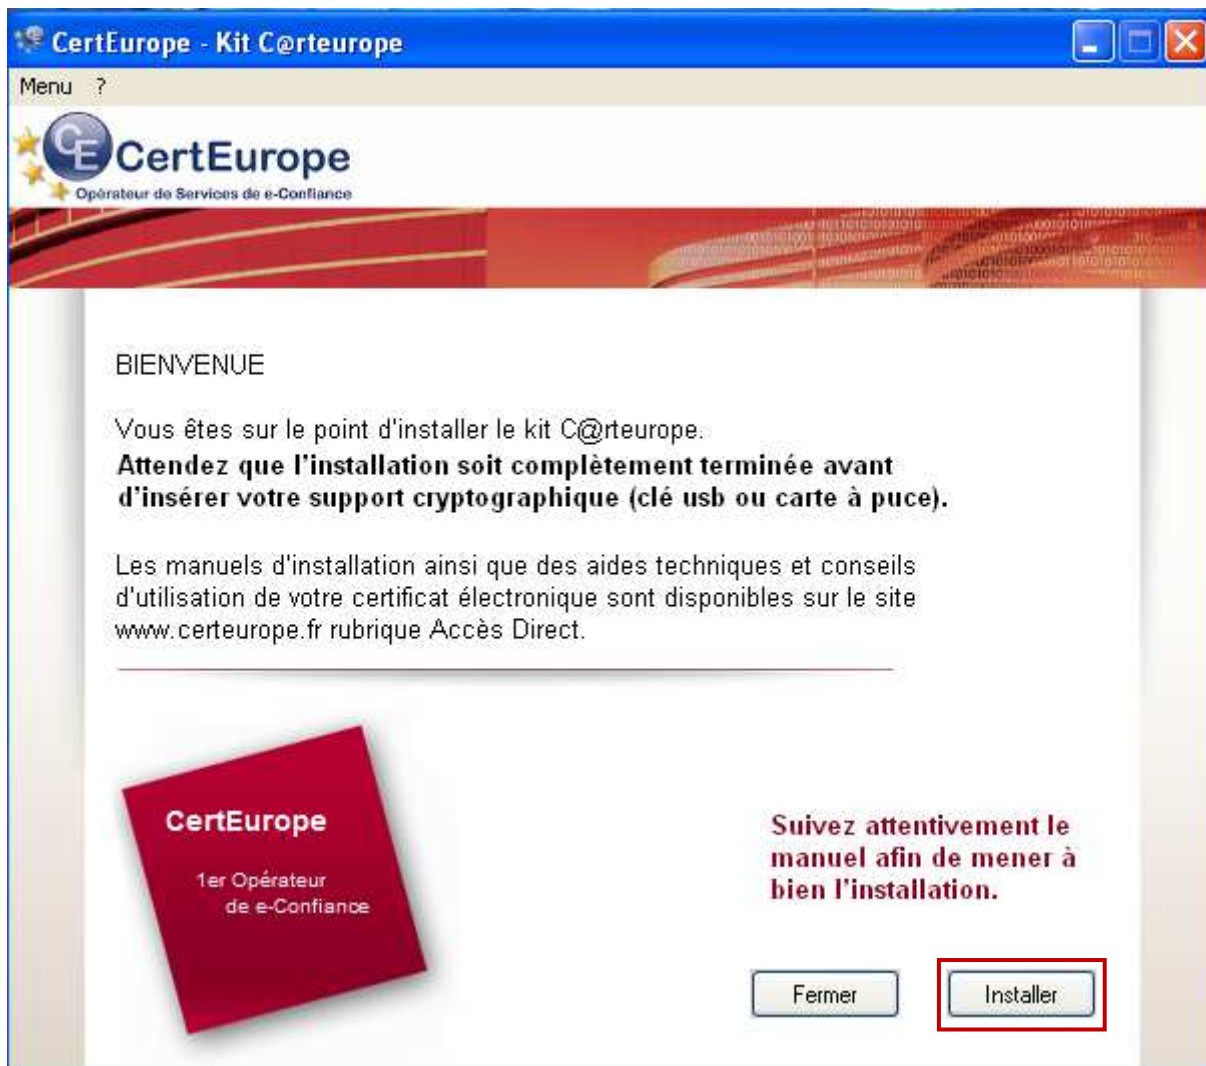 CertEurope - Kit C@rteurope
Menu ?
CE CertEurope
Opérateur de Services de e-Confiance
BIENVENUE
Vous êtes sur le point d'installer le kit C@rteurope.
Attendez que l'installation soit complètement terminée avant
d'insérer votre support cryptographique (clé usb ou carte à puce).
Les manuels d'installation ainsi que des aides techniques et conseils
d'utilisation de votre certificat électronique sont disponibles sur le site
www.certeurope.fr rubrique Accès Direct.
CertEurope
1er Opérateur
de e-Confiance
Suivez attentivement le
manuel afin de mener à
bien l'installation.
Fermer Installer